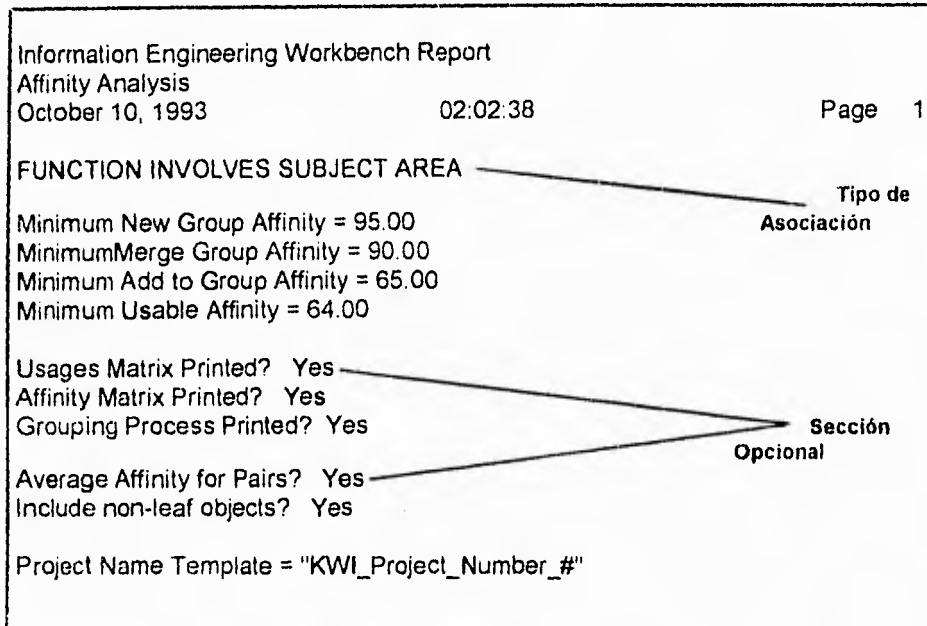 Information Engineering Workbench Report
Affinity Analysis
October 10, 1993 02:02:38 Page 1
FUNCTION INVOLVES SUBJECT AREA
Tipo de
Asociación
Minimum New Group Affinity = 95.00
MinimumMerge Group Affinity = 90.00
Minimum Add to Group Affinity = 65.00
Minimum Usable Affinity = 64.00
Usages Matrix Printed? Yes
Affinity Matrix Printed? Yes
Grouping Process Printed? Yes
Sección
Opcional
Average Affinity for Pairs? Yes
Include non-leaf objects? Yes
Project Name Template = "KWI_Project_Number_#"